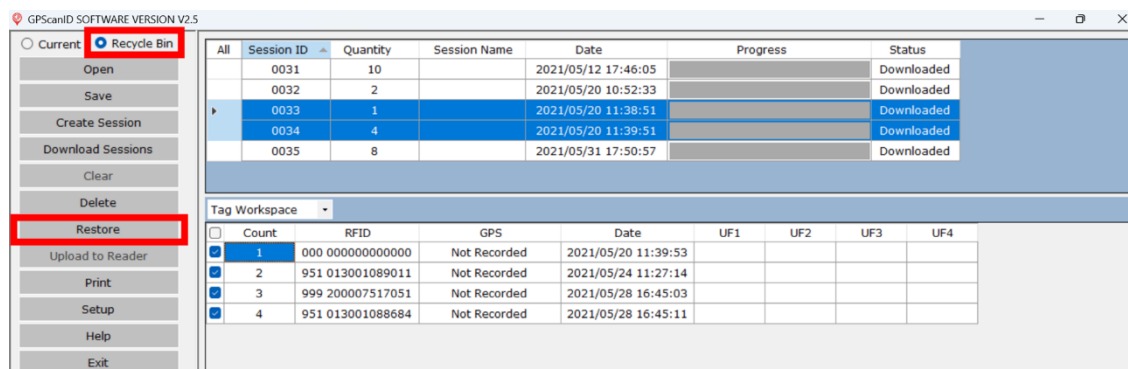 GPScanID SOFTWARE VERSION V2.5
Current Recycle Bin
Open
Save
Create Session
Download Sessions
Clear
Delete
Restore
Upload to Reader
Print
Setup
Help
Exit
All Session ID Quantity Session Name Date Progress Status
0031 10 2021/05/12 17:46:05 Downloaded
0032 2 2021/05/20 10:52:33 Downloaded
0033 1 2021/05/20 11:38:51 Downloaded
0034 4 2021/05/20 11:39:51 Downloaded
0035 8 2021/05/31 17:50:57 Downloaded
Tag Workspace
Count RFID GPS Date UF1 UF2 UF3 UF4
1 000 000000000000 Not Recorded 2021/05/20 11:39:53
2 951 013001089011 Not Recorded 2021/05/24 11:27:14
3 999 200007517051 Not Recorded 2021/05/28 16:45:03
4 951 013001088684 Not Recorded 2021/05/28 16:45:11